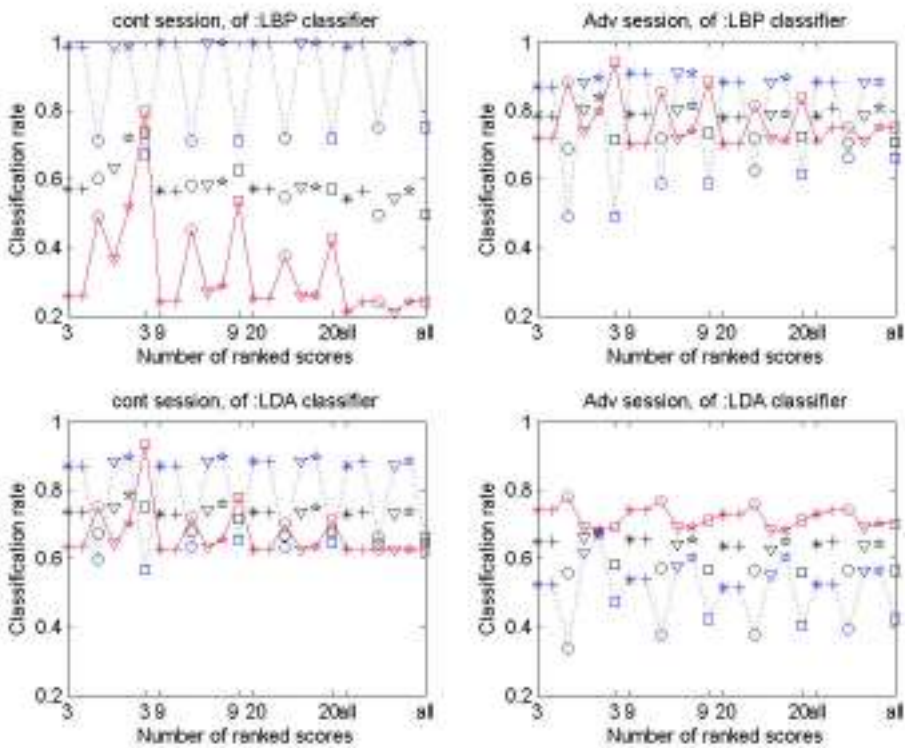 cont session, of :LBP classifier
1
0.8
0.6
0.4
0.2
Classification rate
3 3 9 9 20 20all all
Number of ranked scores
Adv session, of :LBP classifier
1
0.8
0.6
0.4
0.2
Classification rate
3 3 9 9 20 20all all
Number of ranked scores
cont session, of :LDA classifier
1
0.8
0.6
0.4
0.2
Classification rate
3 3 9 9 20 20all all
Number of ranked scores
Adv session, of :LDA classifier
1
0.8
0.6
0.4
0.2
Classification rate
3 3 9 9 20 20all all
Number of ranked scores